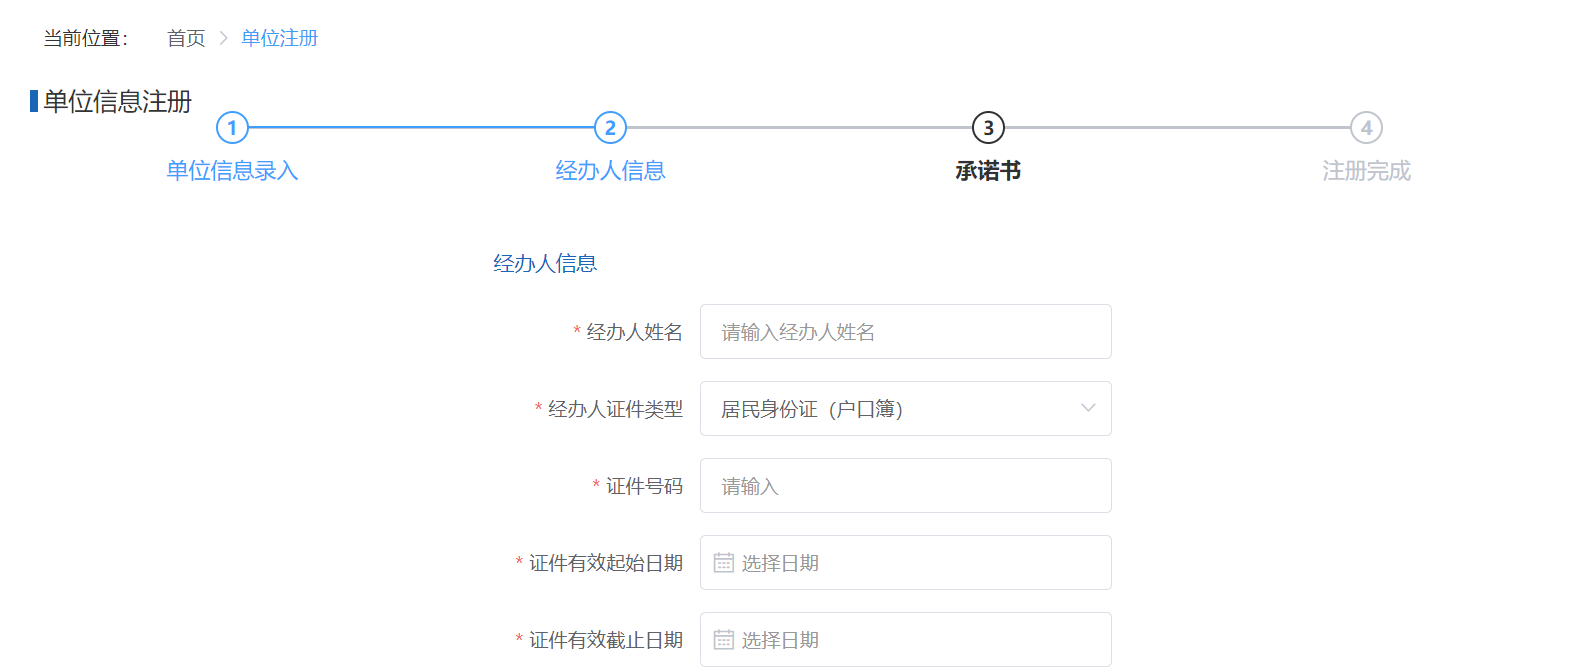 当前位置： 首页 > 单位注册
单位信息注册
1 2 3 4
单位信息录入 经办人信息 承诺书 注册完成
经办人信息
* 经办人姓名 请输入经办人姓名
* 经办人证件类型 居民身份证（户口簿）
* 证件号码 请输入
* 证件有效起始日期 选择日期
* 证件有效截止日期 选择日期